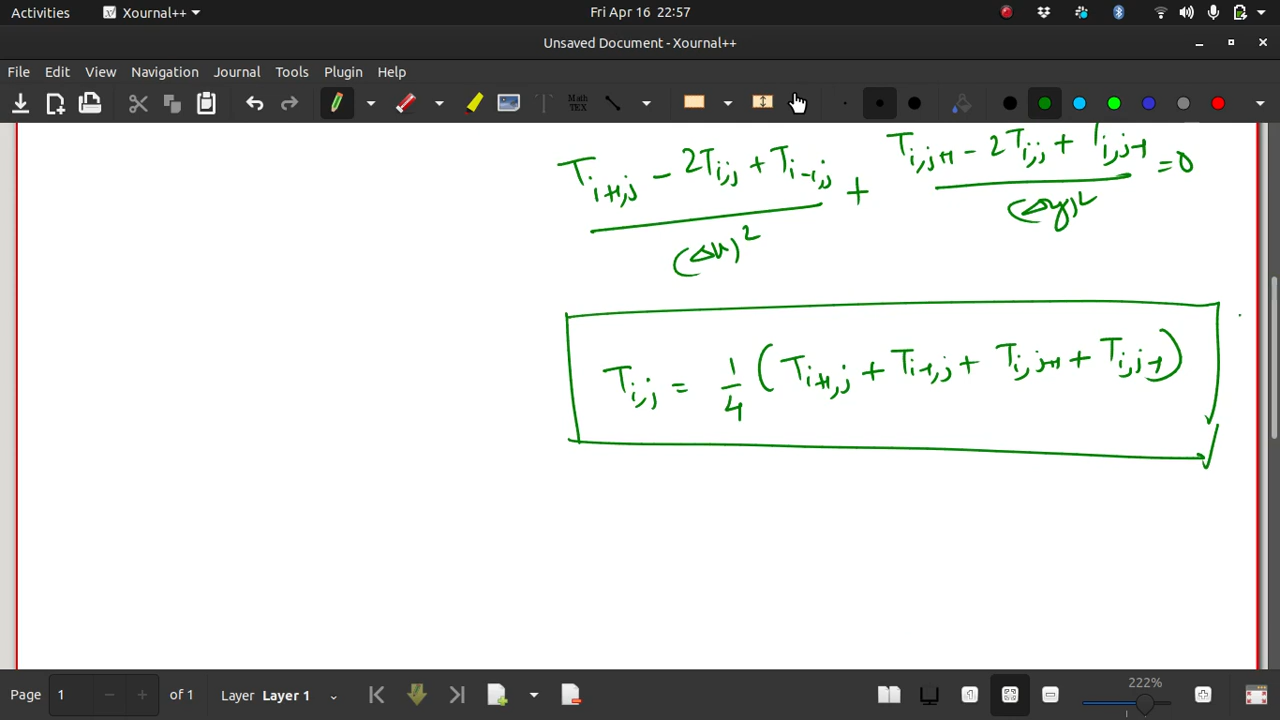 Activities Xournal++ Fri Apr 16 22:57
Unsaved Document - Xournal++
File Edit View Navigation Journal Tools Plugin Help
Math TEX
T_{i+1,j} - 2T_{i,j} + T_{i-1,j} / (Δx)^2 + T_{i,j+1} - 2T_{i,j} + T_{i,j-1} / (Δy)^2 = 0
T_{i,j} = 1/4 (T_{i+1,j} + T_{i-1,j} + T_{i,j+1} + T_{i,j-1})
Page 1 of 1 Layer Layer 1 222%